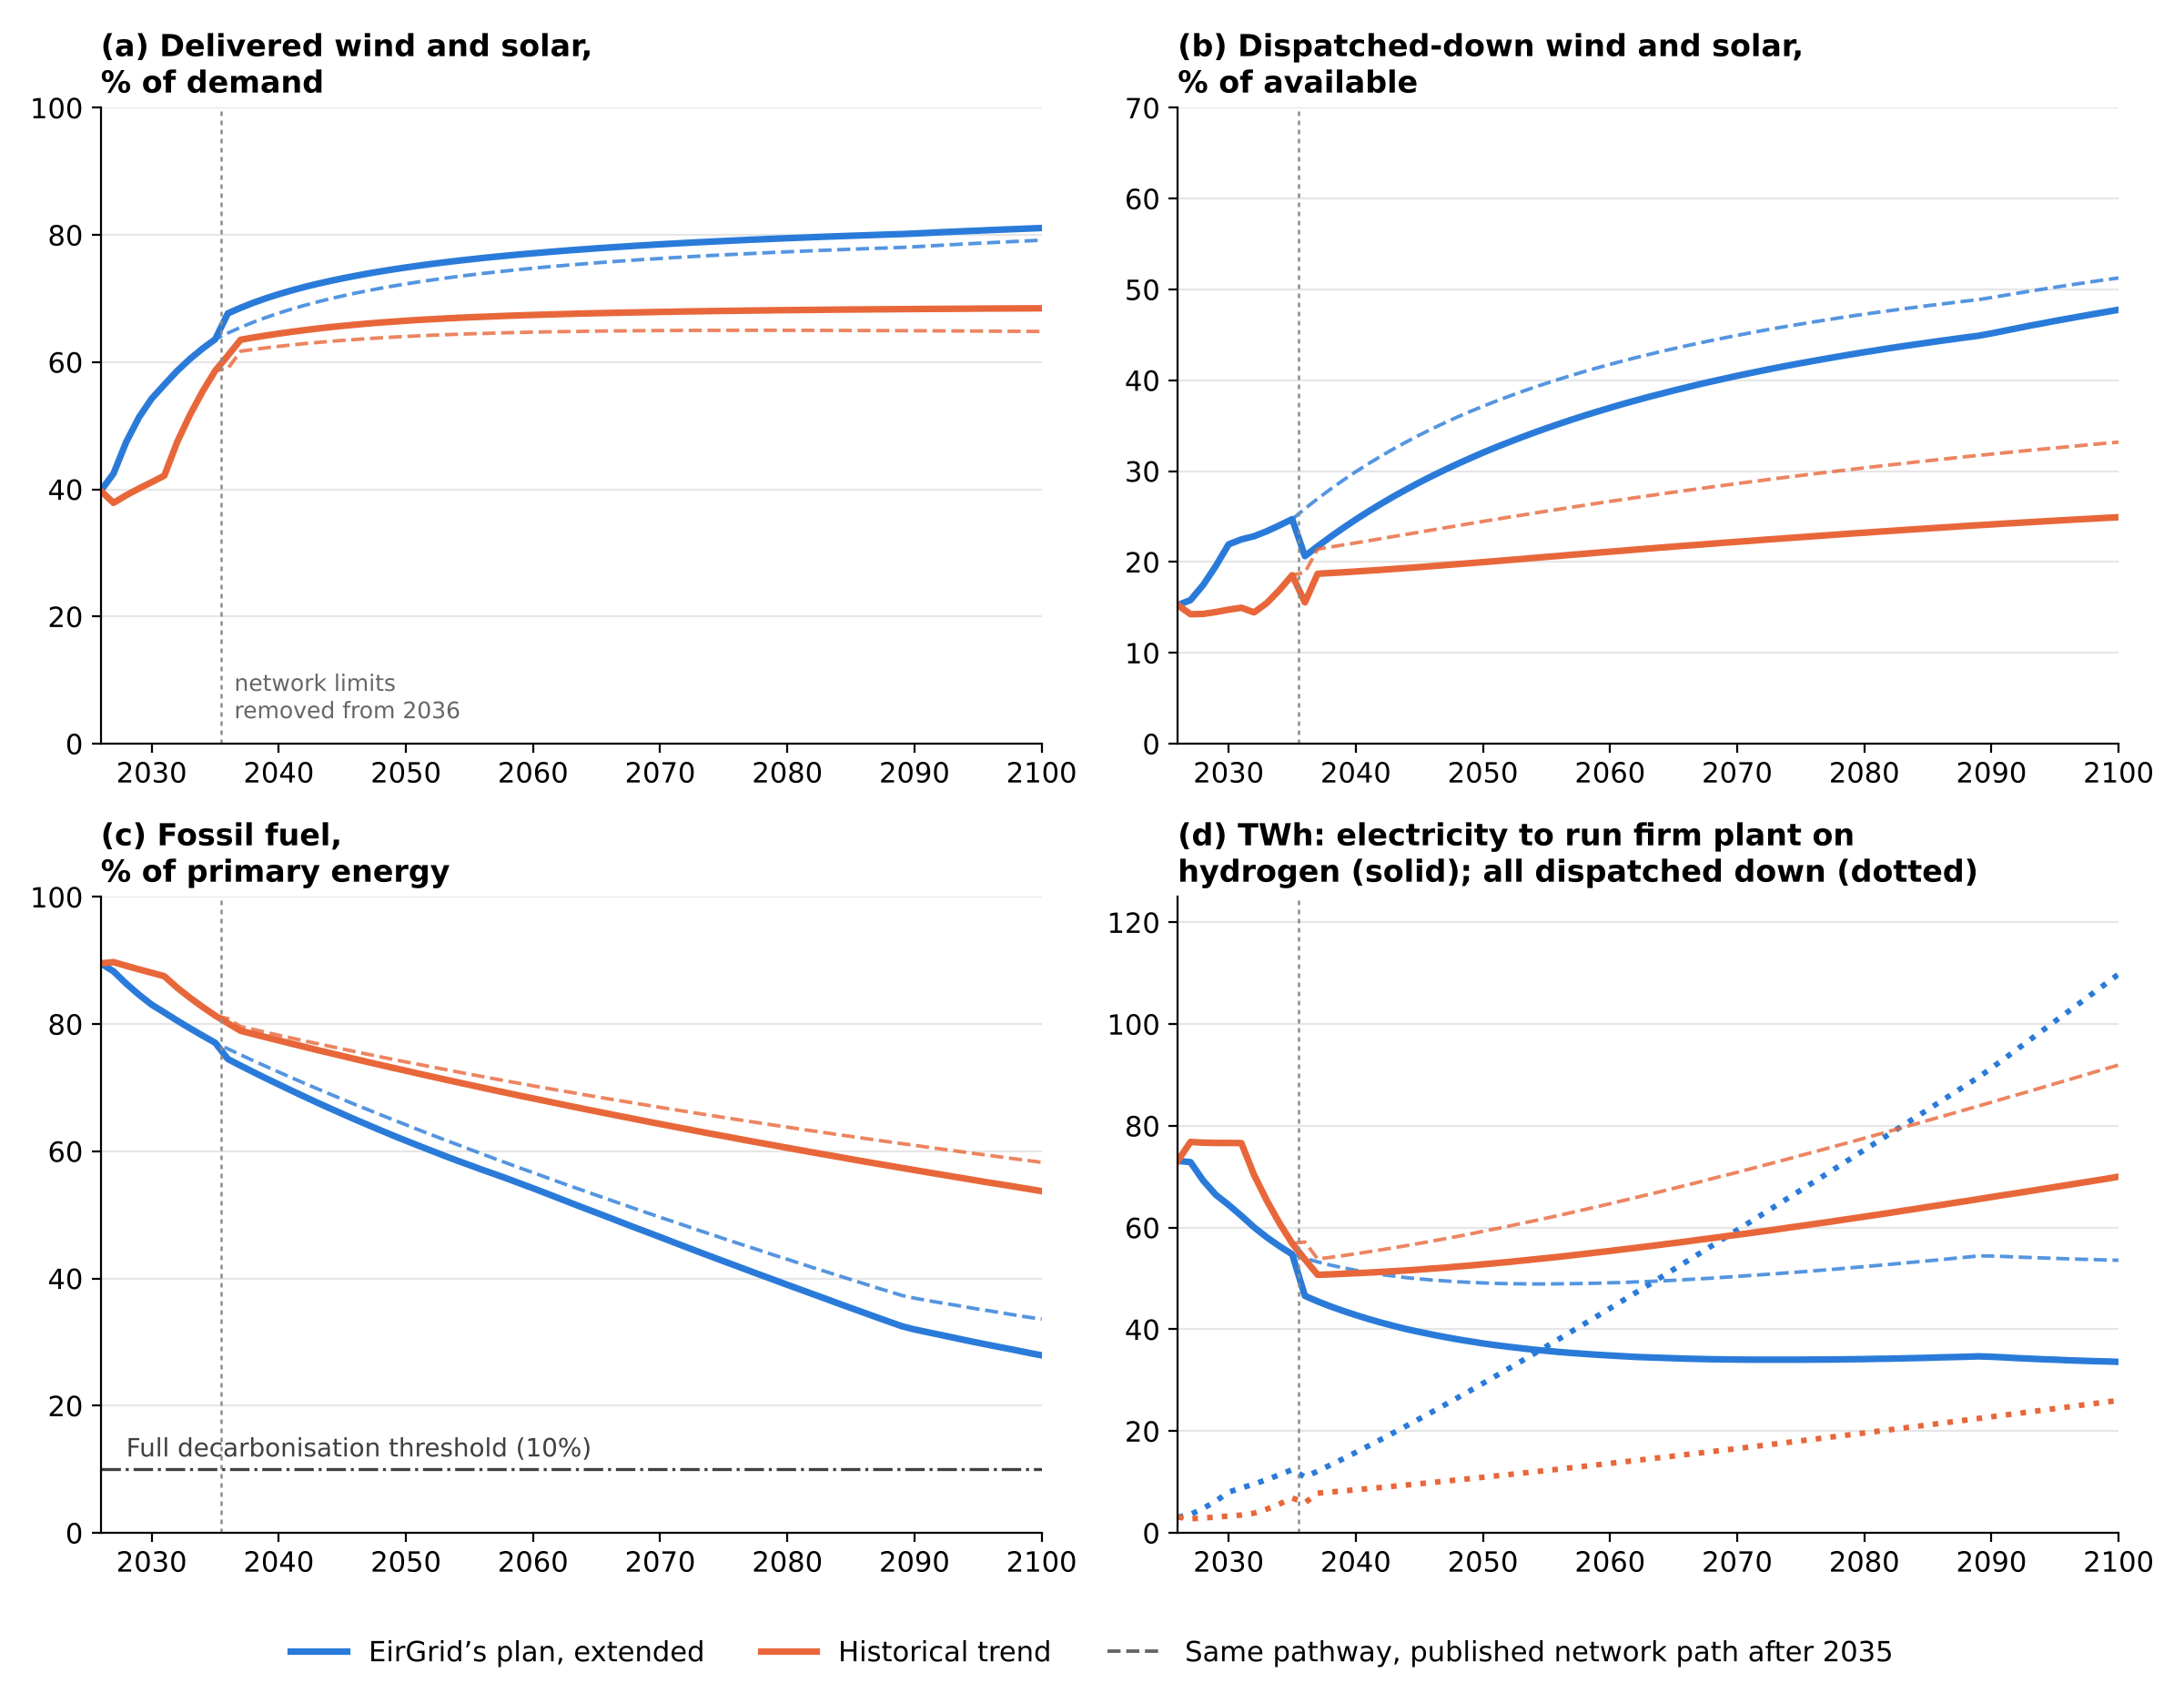 (a) Delivered wind and solar,
% of demand
100
80
60
40
20
0
network limits
removed from 2036
2030 2040 2050 2060 2070 2080 2090 2100
(b) Dispatched-down wind and solar,
% of available
70
60
50
40
30
20
10
0
2030 2040 2050 2060 2070 2080 2090 2100
(c) Fossil fuel,
% of primary energy
100
80
60
40
20
0
Full decarbonisation threshold (10%)
2030 2040 2050 2060 2070 2080 2090 2100
(d) TWh: electricity to run firm plant on
hydrogen (solid); all dispatched down (dotted)
120
100
80
60
40
20
0
2030 2040 2050 2060 2070 2080 2090 2100
EirGrid’s plan, extended
Historical trend
Same pathway, published network path after 2035